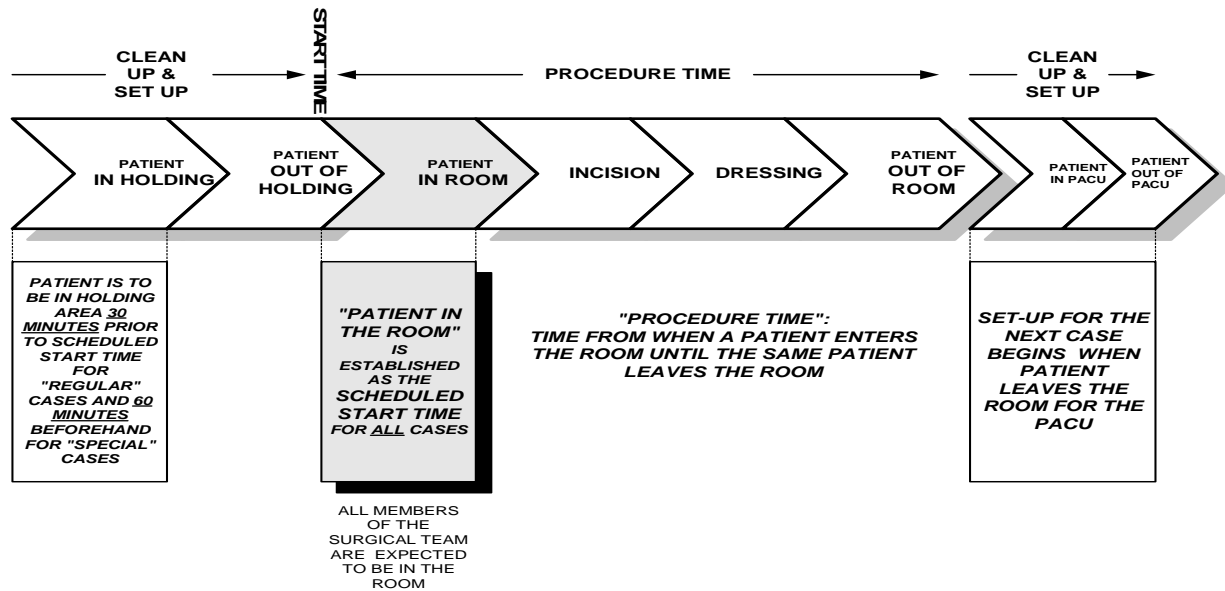 CLEAN
UP &
SET UP
START TIME
PROCEDURE TIME
CLEAN
UP &
SET UP
PATIENT
IN HOLDING
PATIENT
OUT OF
HOLDING
PATIENT
IN ROOM
INCISION
DRESSING
PATIENT
OUT OF
ROOM
PATIENT
IN PACU
PATIENT
OUT OF
PACU
PATIENT IS TO
BE IN HOLDING
AREA 30
MINUTES PRIOR
TO SCHEDULED
START TIME
FOR
"REGULAR"
CASES AND 60
MINUTES
BEFOREHAND
FOR "SPECIAL"
CASES
"PATIENT IN
THE ROOM"
IS
ESTABLISHED
AS THE
SCHEDULED
START TIME
FOR ALL CASES
ALL MEMBERS
OF THE
SURGICAL TEAM
ARE EXPECTED
TO BE IN THE
ROOM
"PROCEDURE TIME":
TIME FROM WHEN A PATIENT ENTERS
THE ROOM UNTIL THE SAME PATIENT
LEAVES THE ROOM
SET-UP FOR THE
NEXT CASE
BEGINS WHEN
PATIENT
LEAVES THE
ROOM FOR THE
PACU